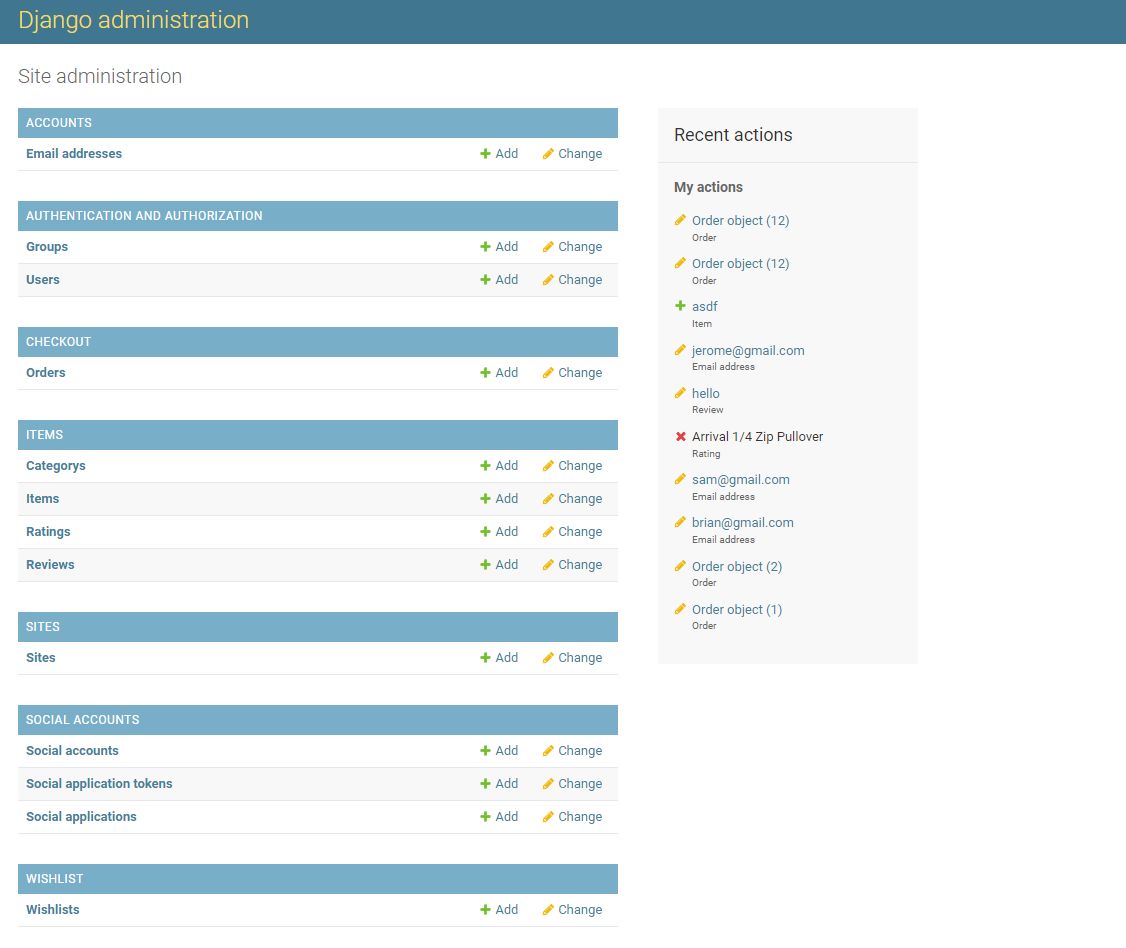 Django administration
Site administration
ACCOUNTS
Email addresses Add Change
AUTHENTICATION AND AUTHORIZATION
Groups Add Change
Users Add Change
CHECKOUT
Orders Add Change
ITEMS
Categorys Add Change
Items Add Change
Ratings Add Change
Reviews Add Change
SITES
Sites Add Change
SOCIAL ACCOUNTS
Social accounts Add Change
Social application tokens Add Change
Social applications Add Change
WISHLIST
Wishlists Add Change
Recent actions
My actions
Order object (12)
Order
Order object (12)
Order
asdf
Item
jerome@gmail.com
Email address
hello
Review
Arrival 1/4 Zip Pullover
Rating
sam@gmail.com
Email address
brian@gmail.com
Email address
Order object (2)
Order
Order object (1)
Order